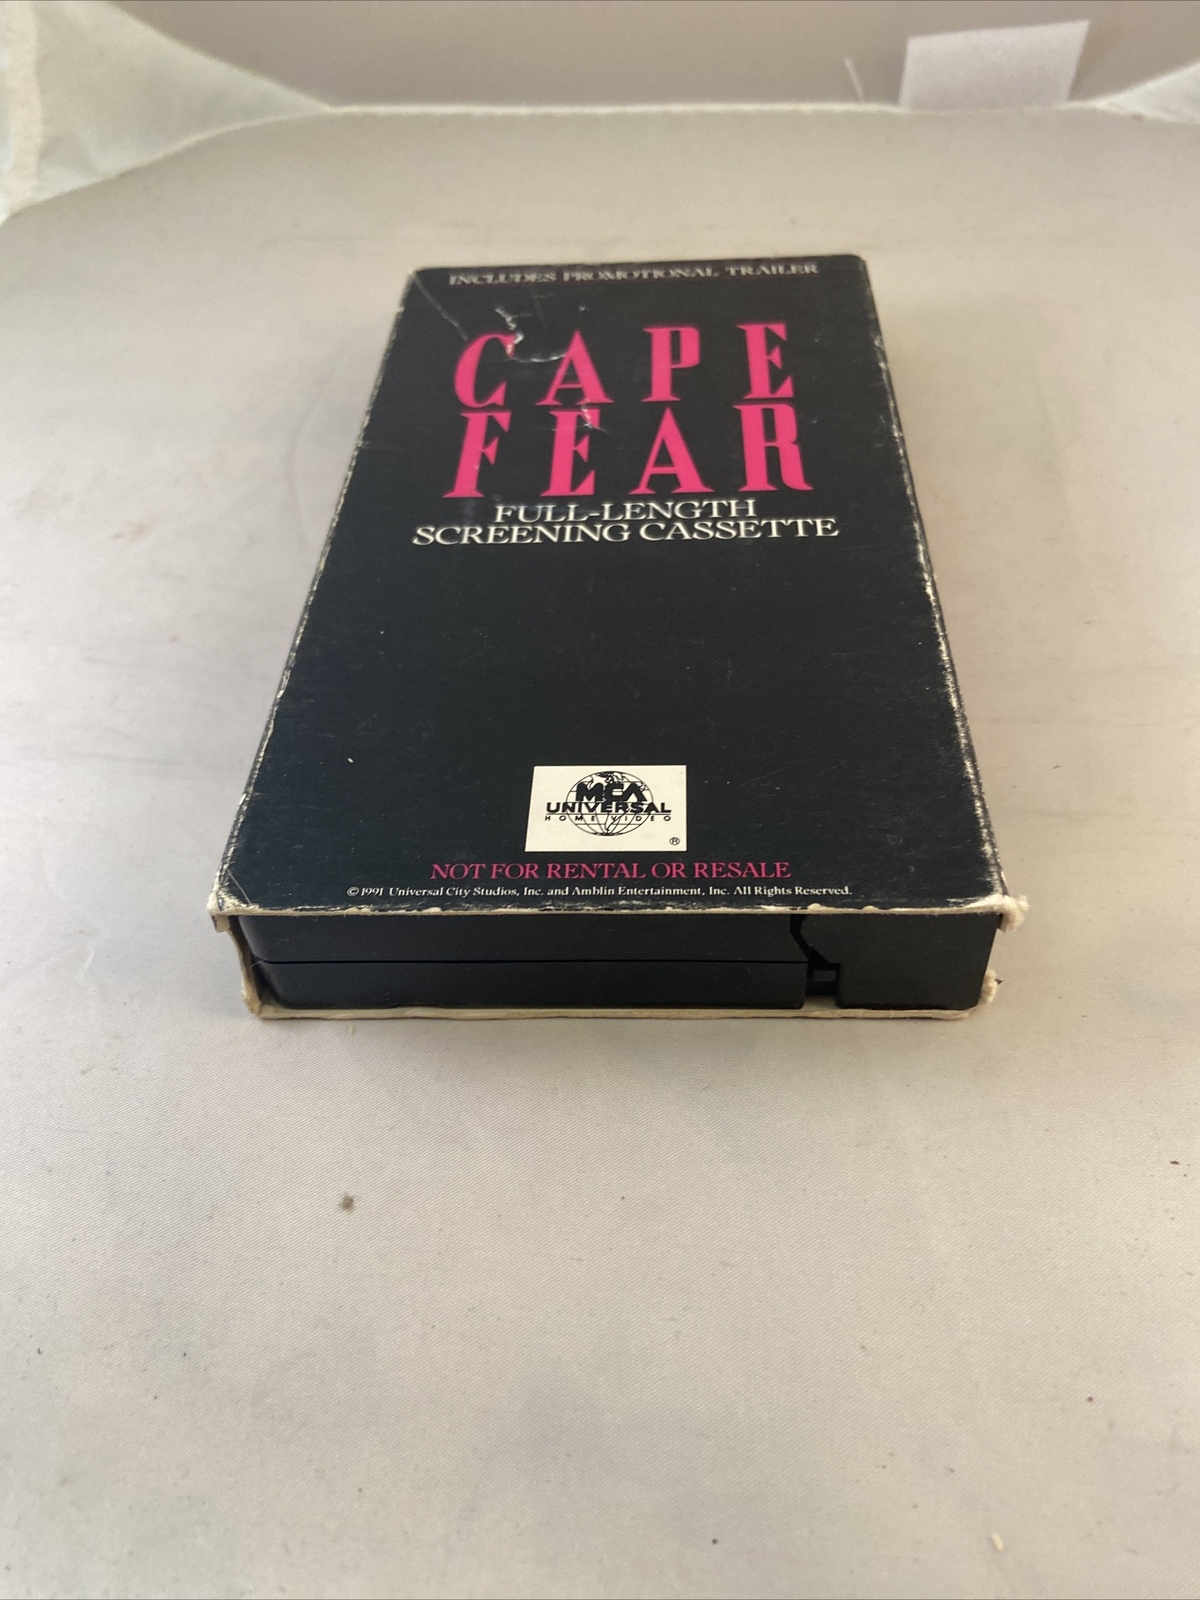 INCLUDES PROMOTIONAL TRAILER
CAPE
FEAR
FULL-LENGTH
SCREENING CASSETTE
MCA
UNIVERSAL
HOME VIDEO
®
NOT FOR RENTAL OR RESALE
©1991 Universal City Studios, Inc. and Amblin Entertainment, Inc. All Rights Reserved.